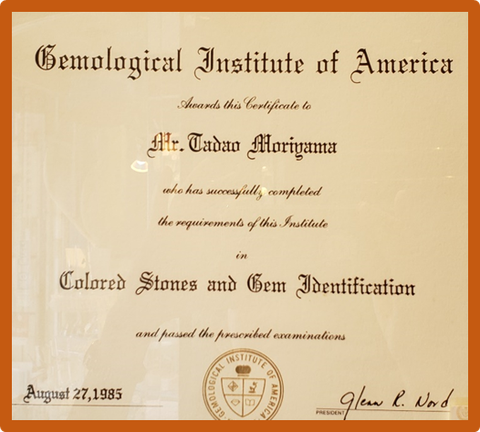 Gemological Institute of America
Awards this Certificate to
Mr. Tadao Moriyama
who has successfully completed
the requirements of this Institute
in
Colored Stones and Gem Identification
and passed the prescribed examinations
August 27, 1985
GEMOLOGICAL INSTITUTE OF AMERICA
Glenn R. Nord
PRESIDENT